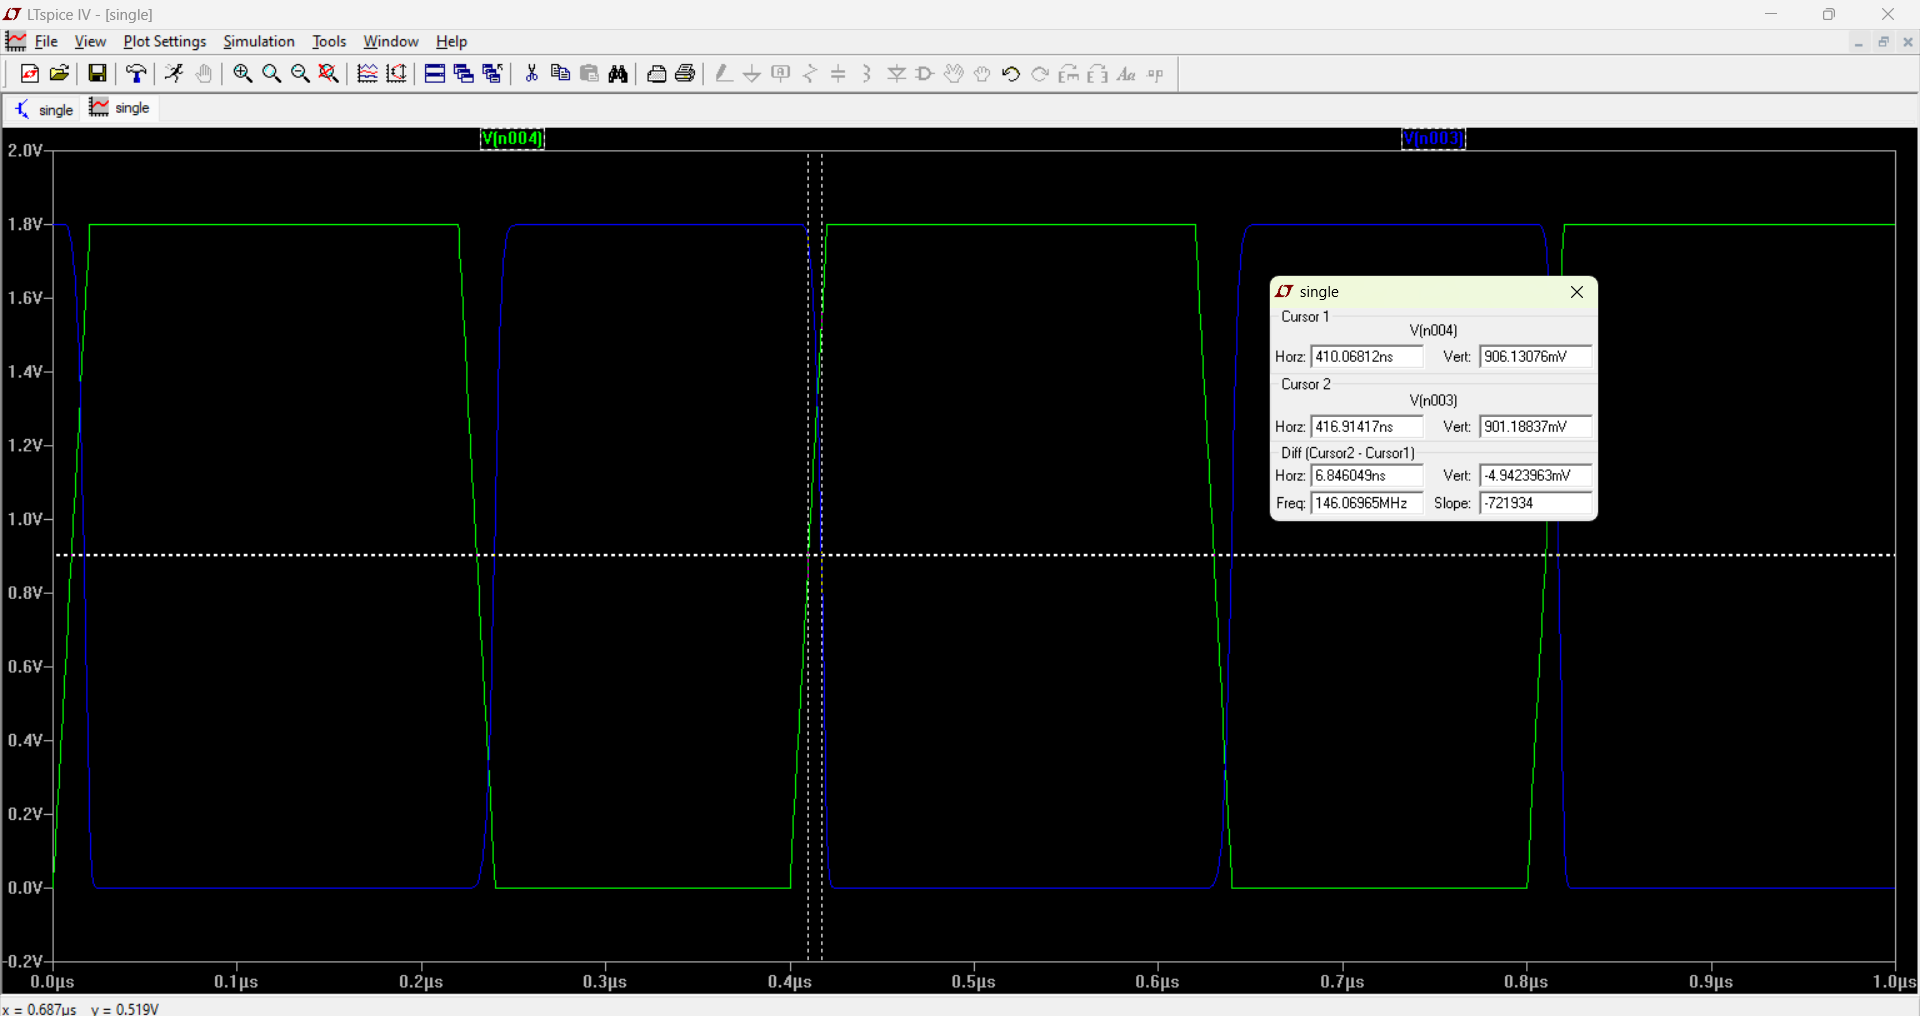 LTspice IV - [single]
File View Plot Settings Simulation Tools Window Help
single single
V(n004) V(n003)
2.0V
1.8V
1.6V
1.4V
1.2V
1.0V
0.8V
0.6V
0.4V
0.2V
0.0V
-0.2V
0.0µs 0.1µs 0.2µs 0.3µs 0.4µs 0.5µs 0.6µs 0.7µs 0.8µs 0.9µs 1.0µs
single
Cursor 1
V(n004)
Horz: 410.06812ns Vert: 906.13076mV
Cursor 2
V(n003)
Horz: 416.91417ns Vert: 901.18837mV
Diff (Cursor2 - Cursor1)
Horz: 6.846049ns Vert: -4.9423963mV
Freq: 146.06965MHz Slope: -721934
x = 0.687µs y = 0.519V